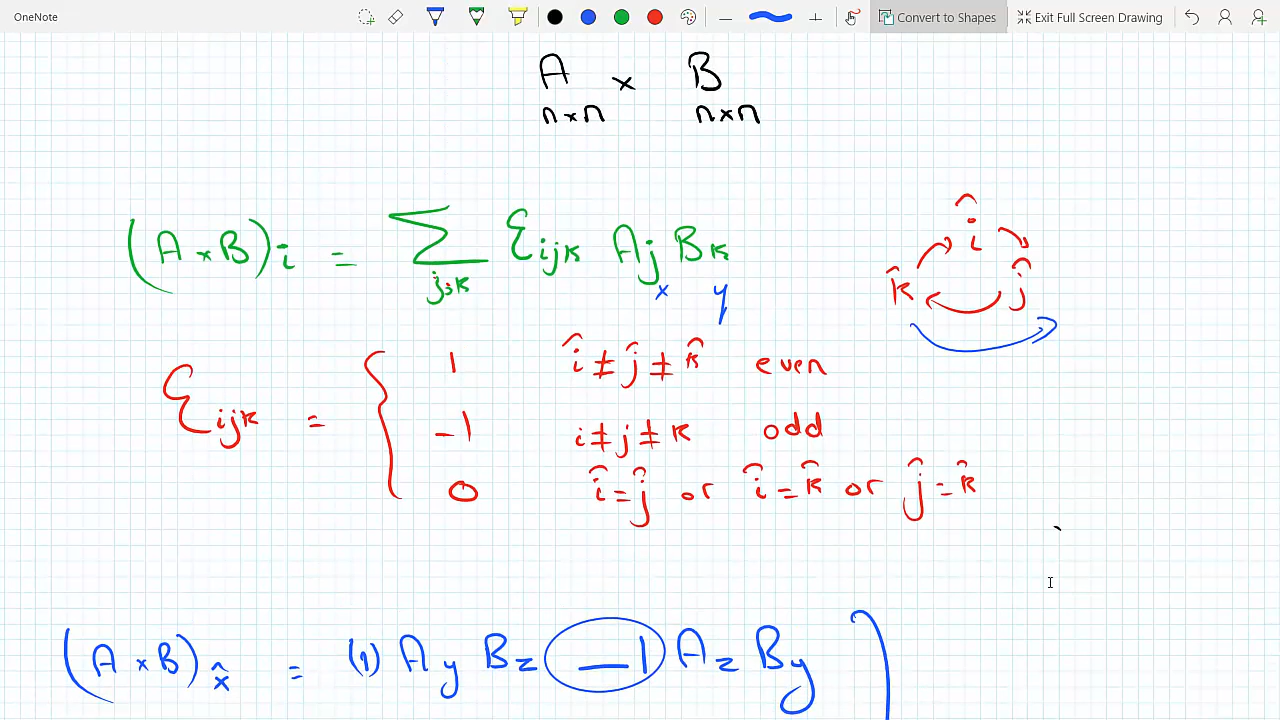 OneNote
Convert to Shapes Exit Full Screen Drawing
A × B
n×n n×n
(A×B)i = ∑ εijk Aj Bk
j,k x y
î
k̂ ĵ
εijk = { 1 î ≠ ĵ ≠ k̂ even
-1 i ≠ j ≠ k odd
0 î = ĵ or î = k̂ or ĵ = k̂
(A×B)x̂ = (1) Ay Bz -1 Az By